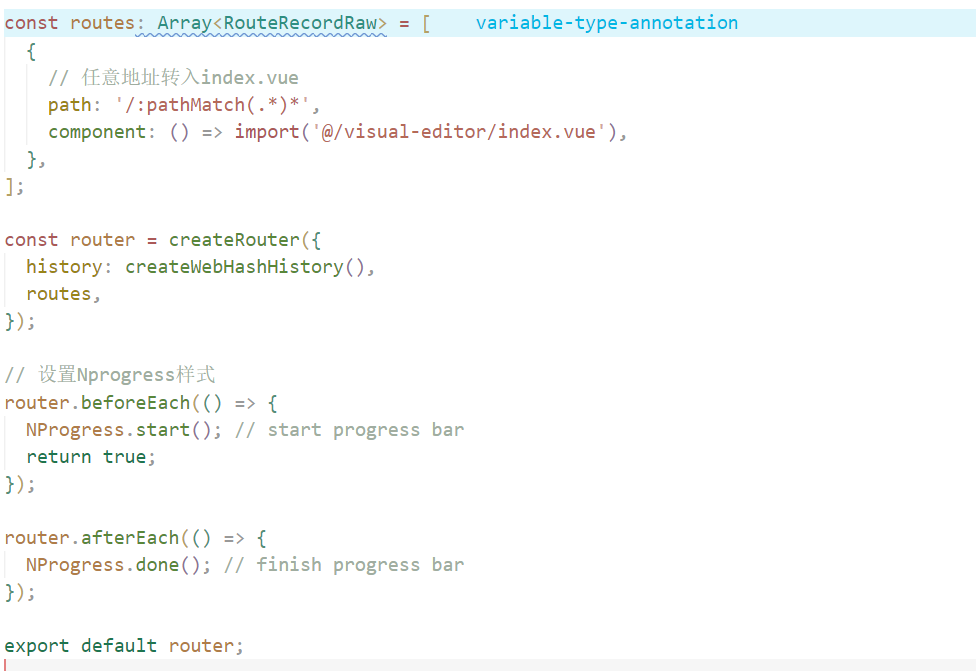 const routes: Array<RouteRecordRaw> = [    variable-type-annotation
  {
    // 任意地址转入index.vue
    path: '/:pathMatch(.*)*',
    component: () => import('@/visual-editor/index.vue'),
  },
];

const router = createRouter({
  history: createWebHashHistory(),
  routes,
});

// 设置Nprogress样式
router.beforeEach(() => {
  NProgress.start(); // start progress bar
  return true;
});

router.afterEach(() => {
  NProgress.done(); // finish progress bar
});

export default router;